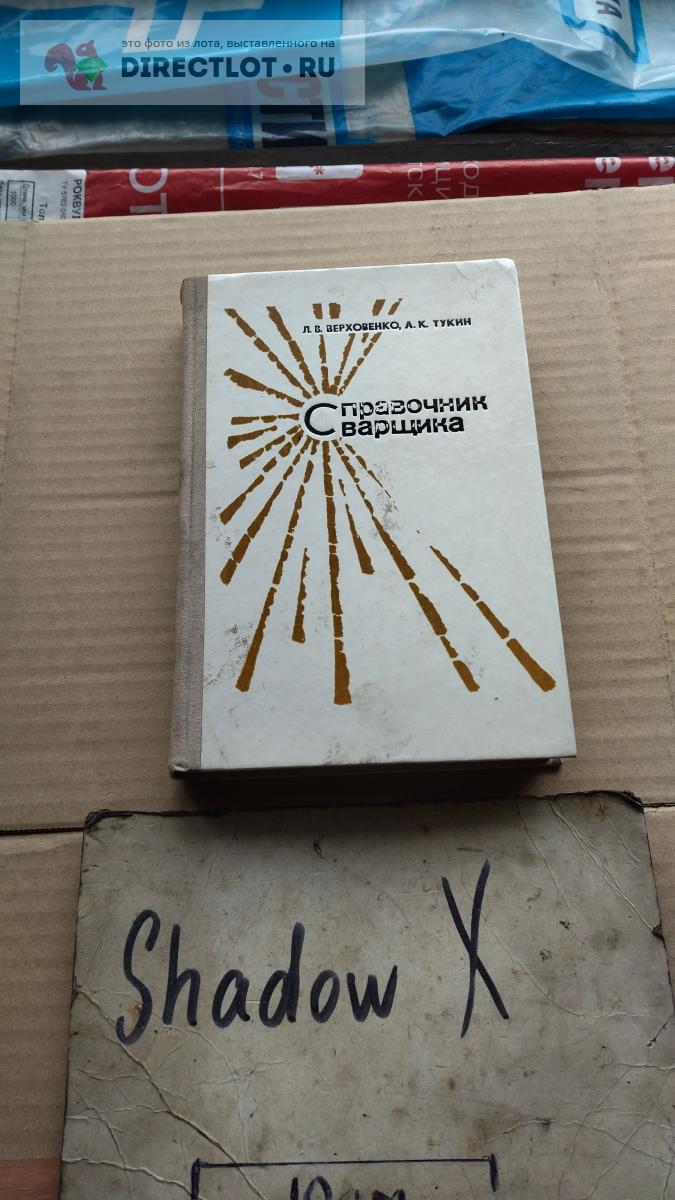 это фото из лота, выставленного на
DIRECTLOT.RU
Л. В. ВЕРХОВЕНКО, А. К. ТУКИН
Справочник
Сварщика
Shadow X